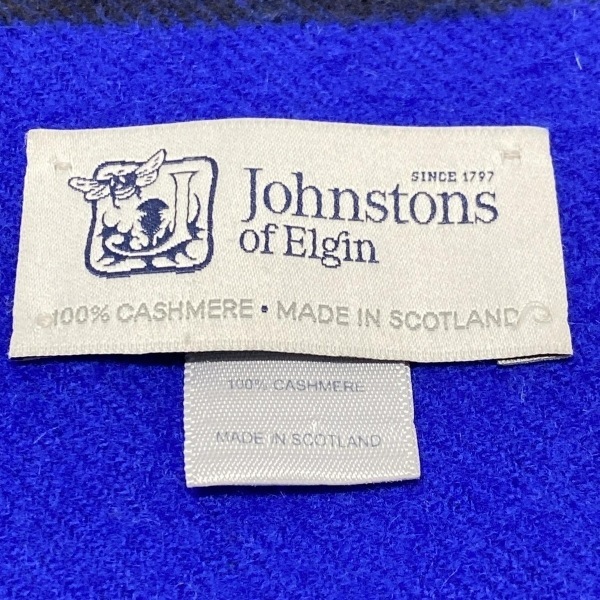 SINCE 1797
Johnstons
of Elgin
100% CASHMERE • MADE IN SCOTLAND
100% CASHMERE
MADE IN SCOTLAND